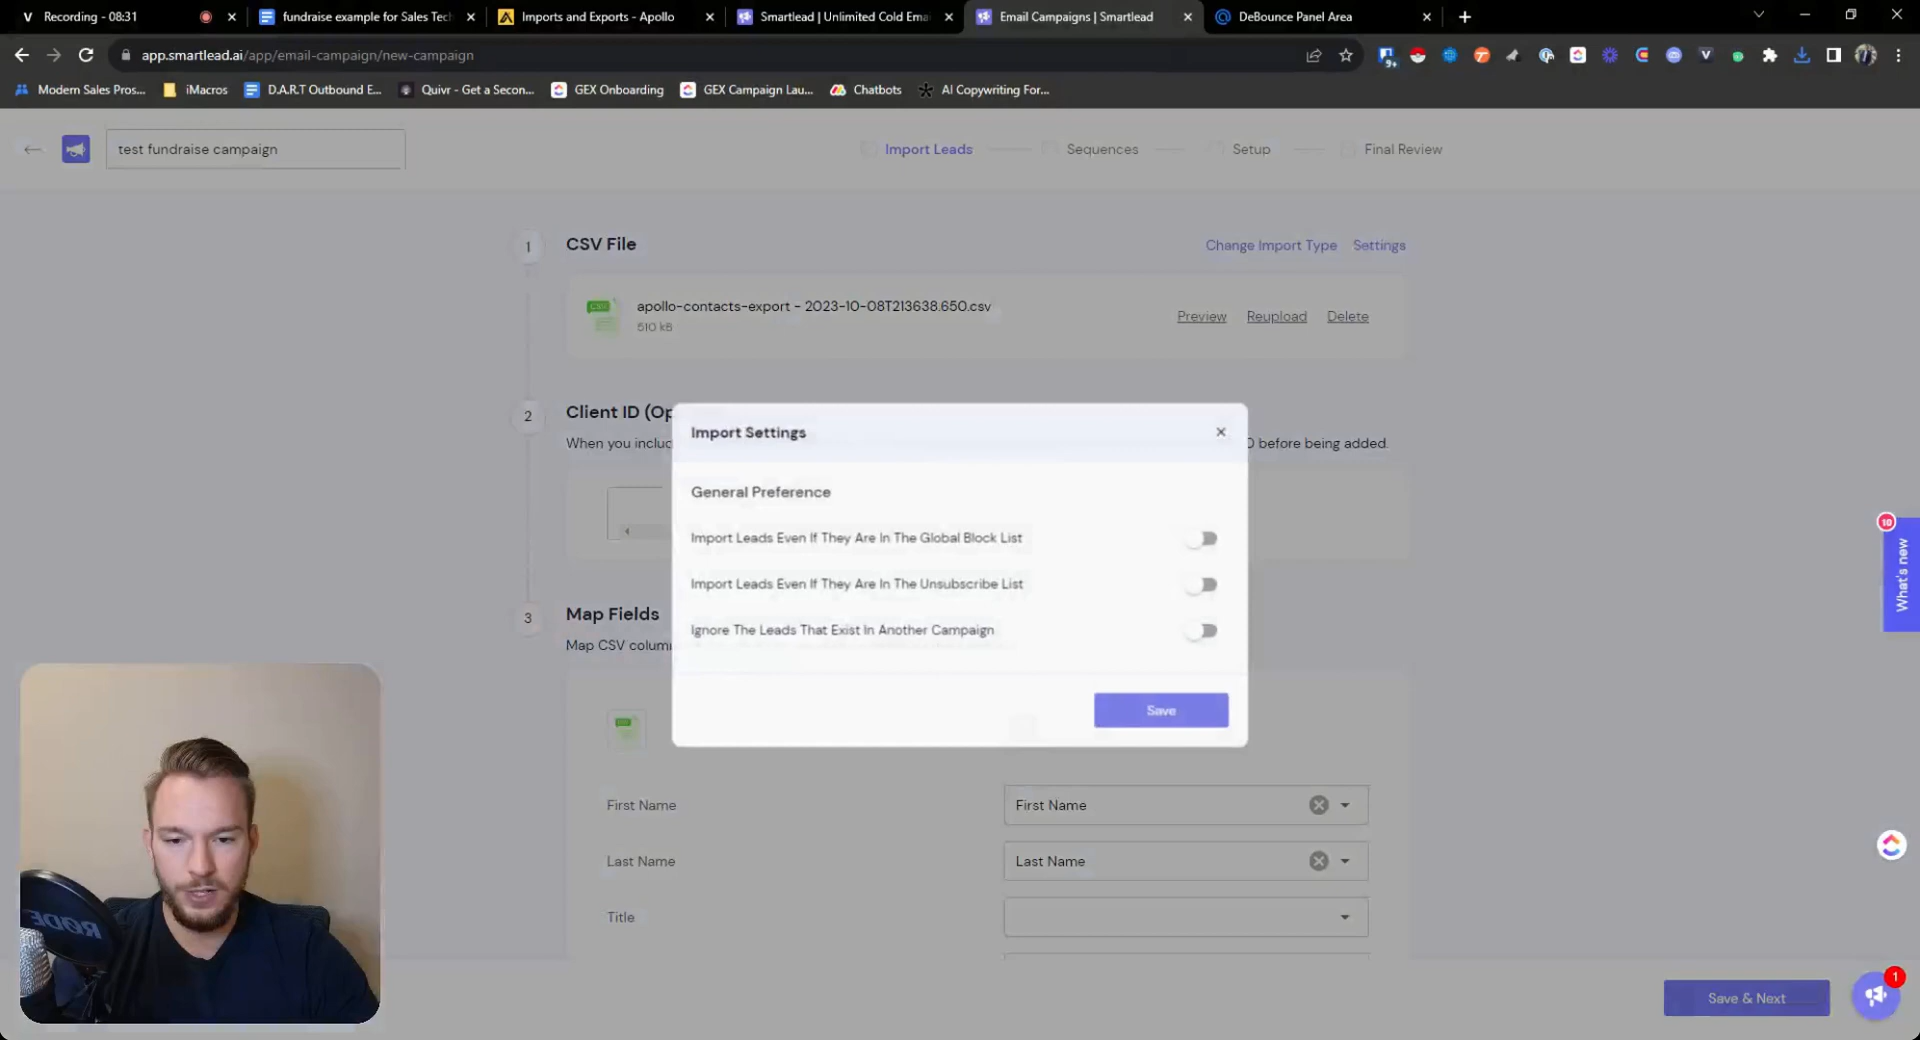 Recording • 08:31
fundraise example for Sales Tech
Imports and Exports - Apollo
Smartlead | Unlimited Cold Emai
Email Campaigns | Smartlead
DeBounce Panel Area
app.smartlead.ai/app/email-campaign/new-campaign
9+
Modern Sales Pros...
iMacros
D.A.R.T Outbound E...
Quivr - Get a Secon...
GEX Onboarding
GEX Campaign Lau...
Chatbots
AI Copywriting For...
test fundraise campaign
Import Leads
Sequences
Setup
Final Review
1
CSV File
Change Import Type
Settings
CSV
apollo-contacts-export - 2023-10-08T213638.650.csv
510 kB
Preview
Reupload
Delete
2
Client ID (Op
When you includ
D before being added.
Import Settings
General Preference
Import Leads Even If They Are In The Global Block List
Import Leads Even If They Are In The Unsubscribe List
Ignore The Leads That Exist In Another Campaign
Save
3
Map Fields
Map CSV colum
10
What's new
First Name
First Name
Last Name
Last Name
Title
RØDE
Save & Next
1